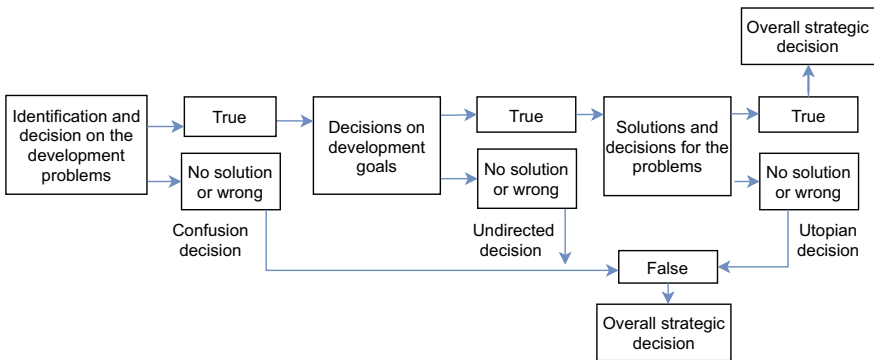 Overall strategic
decision
Identification and
decision on the
development
problems
True
Decisions on
development
goals
True
Solutions and
decisions for the
problems
True
No solution
or wrong
No solution
or wrong
No solution
or wrong
Confusion
decision
Undirected
decision
Utopian
decision
False
Overall strategic
decision